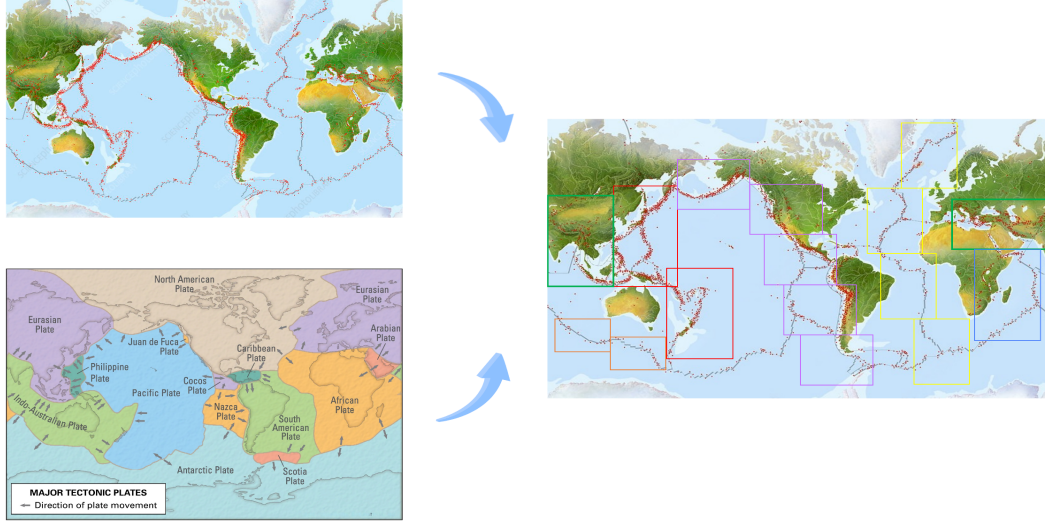 North American
Plate
Eurasian
Plate
Eurasian
Plate
Arabian
Plate
Juan de Fuca
Plate
Caribbean
Plate
Philippine
Plate
Cocos
Plate
Pacific Plate
African
Plate
Indo-Australian Plate
Nazca
Plate
South
American
Plate
Antarctic Plate
Scotia
Plate
MAJOR TECTONIC PLATES
← Direction of plate movement